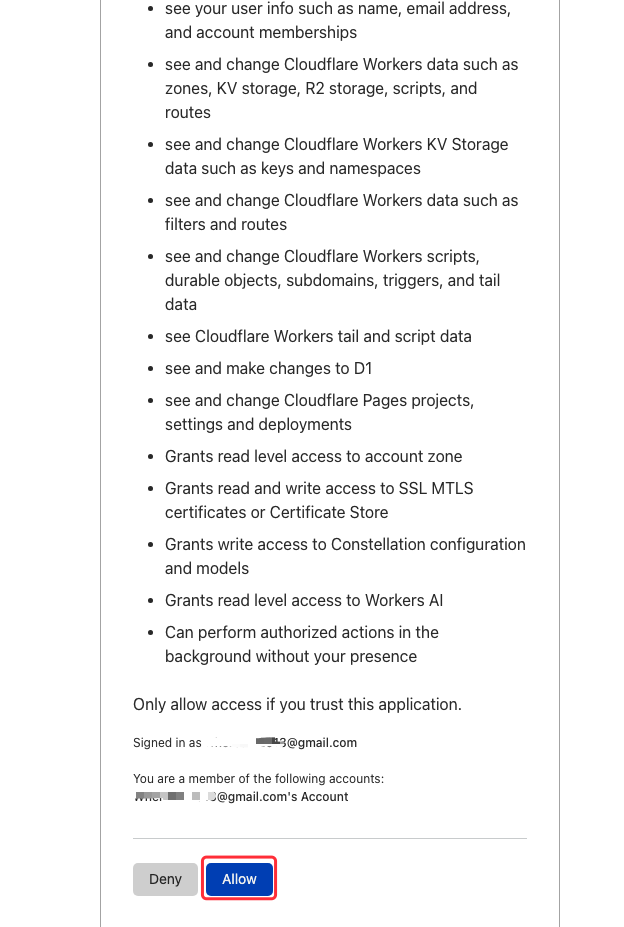 see your user info such as name, email address,
and account memberships
see and change Cloudflare Workers data such as
zones, KV storage, R2 storage, scripts, and
routes
see and change Cloudflare Workers KV Storage
data such as keys and namespaces
see and change Cloudflare Workers data such as
filters and routes
see and change Cloudflare Workers scripts,
durable objects, subdomains, triggers, and tail
data
see Cloudflare Workers tail and script data
see and make changes to D1
see and change Cloudflare Pages projects,
settings and deployments
Grants read level access to account zone
Grants read and write access to SSL MTLS
certificates or Certificate Store
Grants write access to Constellation configuration
and models
Grants read level access to Workers AI
Can perform authorized actions in the
background without your presence
Only allow access if you trust this application.
Signed in as @gmail.com
You are a member of the following accounts:
@gmail.com's Account
Deny Allow